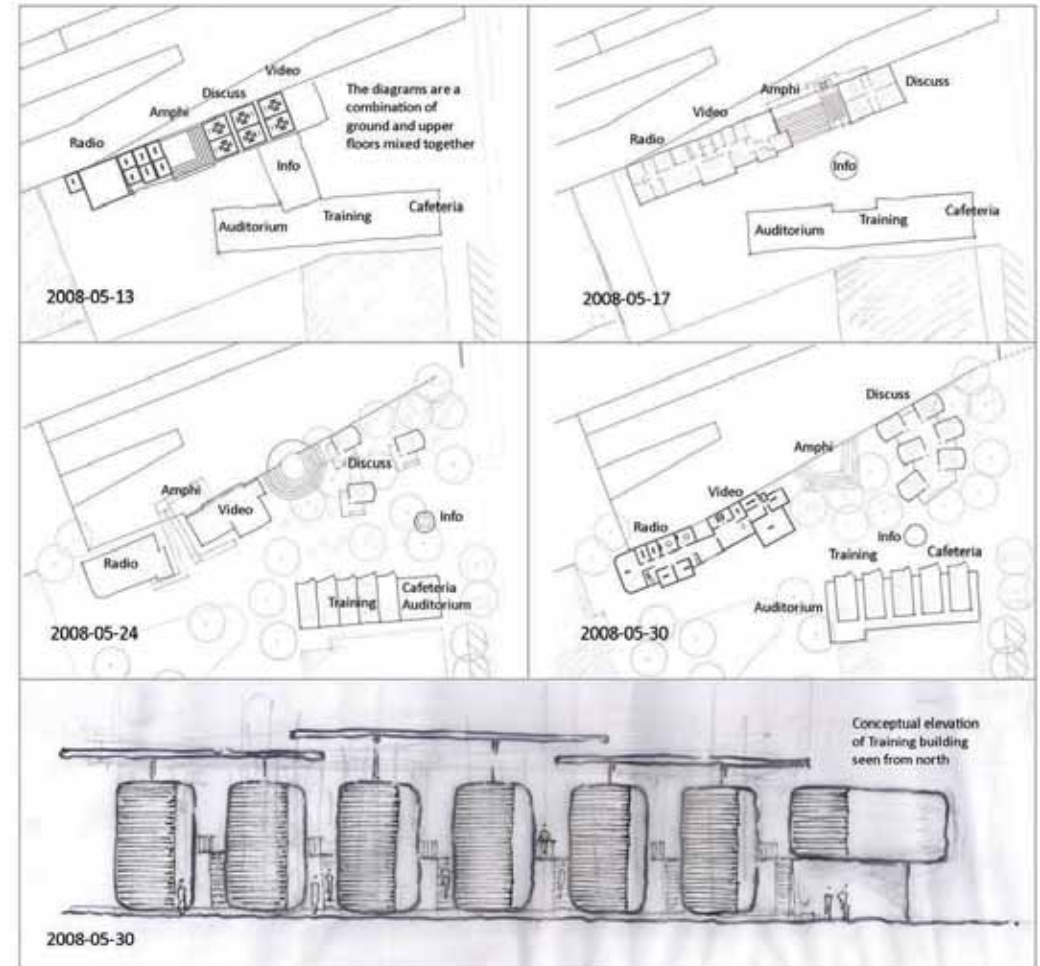 Video
Discuss
Amphi
Radio
The diagrams are a
combination of
ground and upper
floors mixed together
Info
Cafeteria
Training
Auditorium
2008-05-13
Discuss
Amphi
Video
Radio
Info
Cafeteria
Training
Auditorium
2008-05-17
Discuss
Amphi
Video
Info
Radio
Cafeteria
Training
Auditorium
2008-05-24
Discuss
Amphi
Video
Radio
Info
Training
Cafeteria
Auditorium
2008-05-30
Conceptual elevation
of Training building
seen from north
2008-05-30